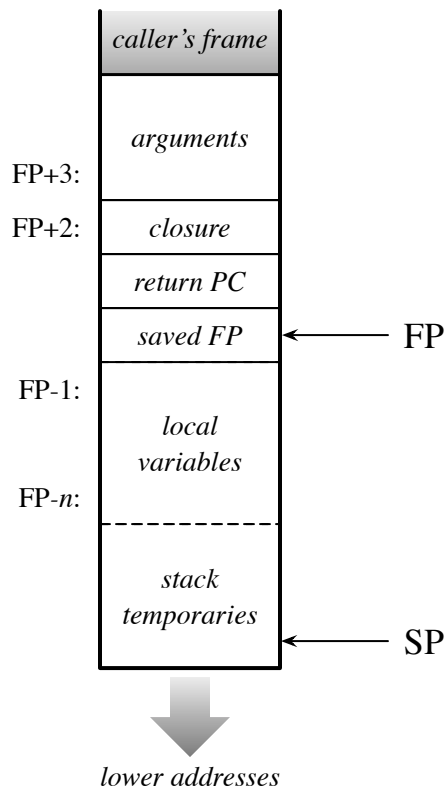 caller's frame
arguments
FP+3:
FP+2:
closure
return PC
saved FP
FP
FP-1:
local
variables
FP-n:
stack
temporaries
SP
lower addresses